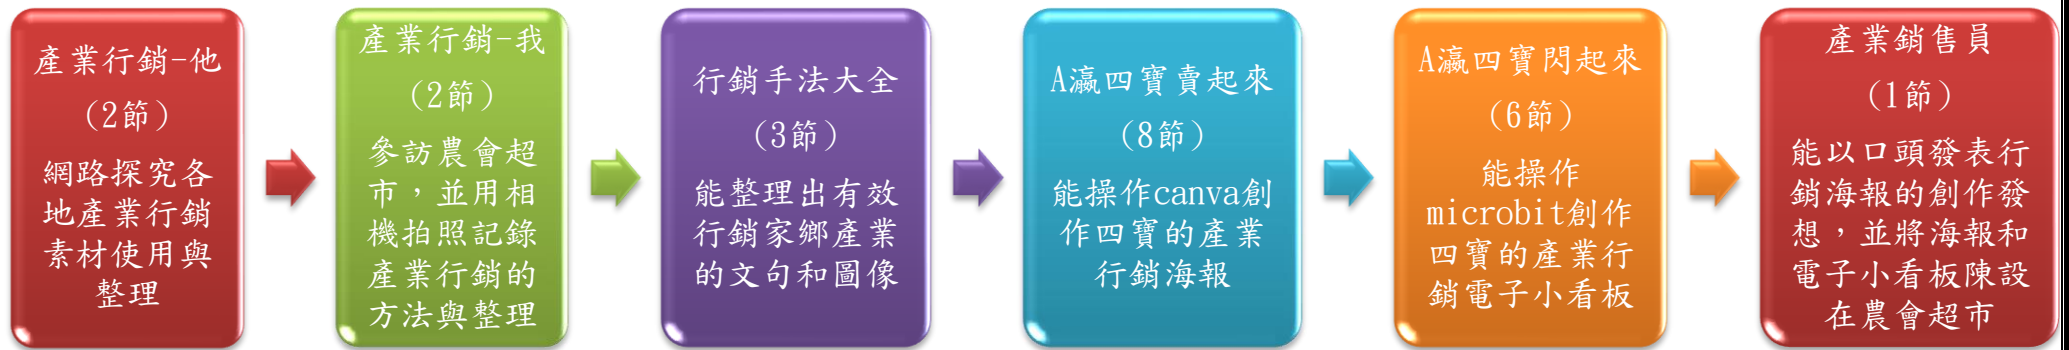 產業行銷-他
(2節)
網路探究各
地產業行銷
素材使用與
整理
產業行銷-我
(2節)
參訪農會超
市，並用相
機拍照記錄
產業行銷的
方法與整理
行銷手法大全
(3節)
能整理出有效
行銷家鄉產業
的文句和圖像
A瀛四寶賣起來
(8節)
能操作canva創
作四寶的產業
行銷海報
A瀛四寶閃起來
(6節)
能操作
microbit創作
四寶的產業行
銷電子小看板
產業銷售員
(1節)
能以口頭發表行
銷海報的創作發
想，並將海報和
電子小看板陳設
在農會超市